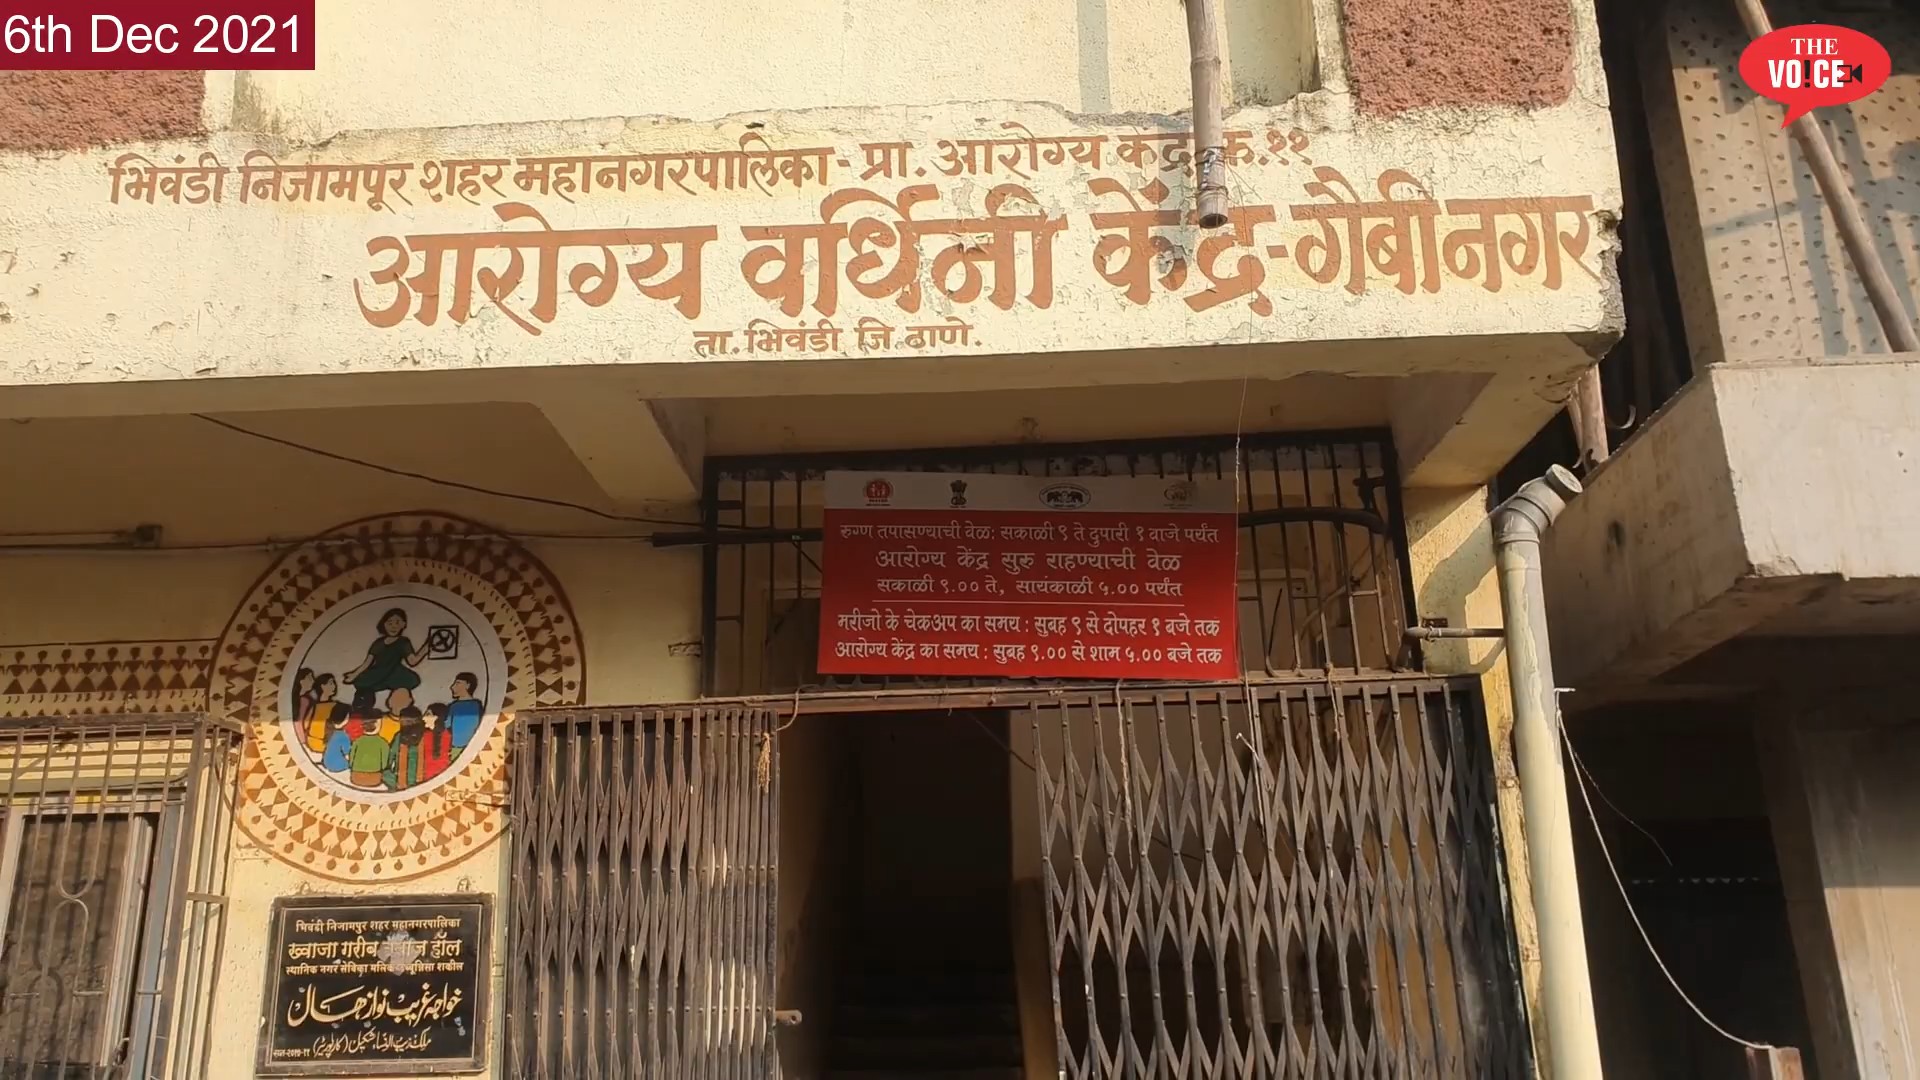 6th Dec 2021
THE
VO!CE
भिवंडी निजामपूर शहर महानगरपालिका - प्रा. आरोग्य केंद्र क्र.११
आरोग्य वर्धिनी केंद्र-गैबीनगर
ता. भिवंडी जि. ठाणे.
रुग्ण तपासण्याची वेळ: सकाळी ९ ते दुपारी १ वाजे पर्यंत
आरोग्य केंद्र सुरु राहण्याची वेळ
सकाळी ९.०० ते, सायंकाळी ५.०० पर्यंत
मरीजो के चेकअप का समय : सुबह ९ से दोपहर १ बजे तक
आरोग्य केंद्र का समय : सुबह ९.०० से शाम ५.०० बजे तक
भिवंडी निजामपुर शहर महानगरपालिका
ख्वाजा गरीब नवाज हॉल
स्थानिक नगर सेविका मलिका शकील
خواجہ غریب نواز ھال